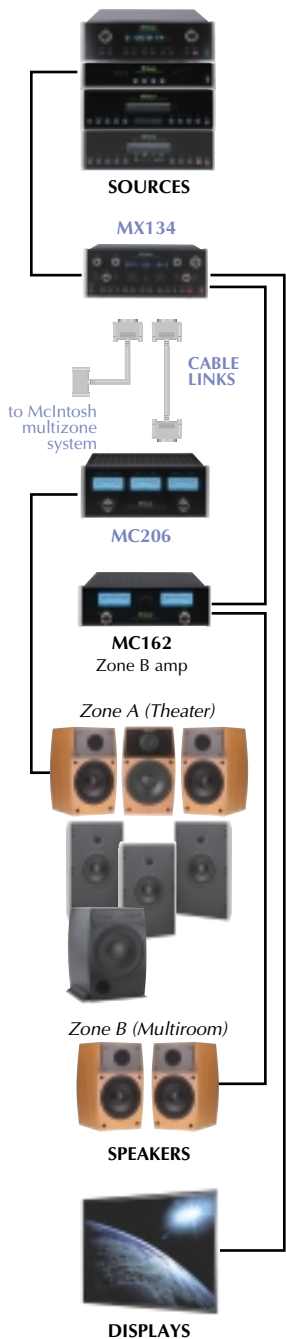 SOURCES
MX134
CABLE
LINKS
to McIntosh
multizone
system
MC206
MC162
Zone B amp
Zone A (Theater)
Zone B (Multiroom)
SPEAKERS
DISPLAYS